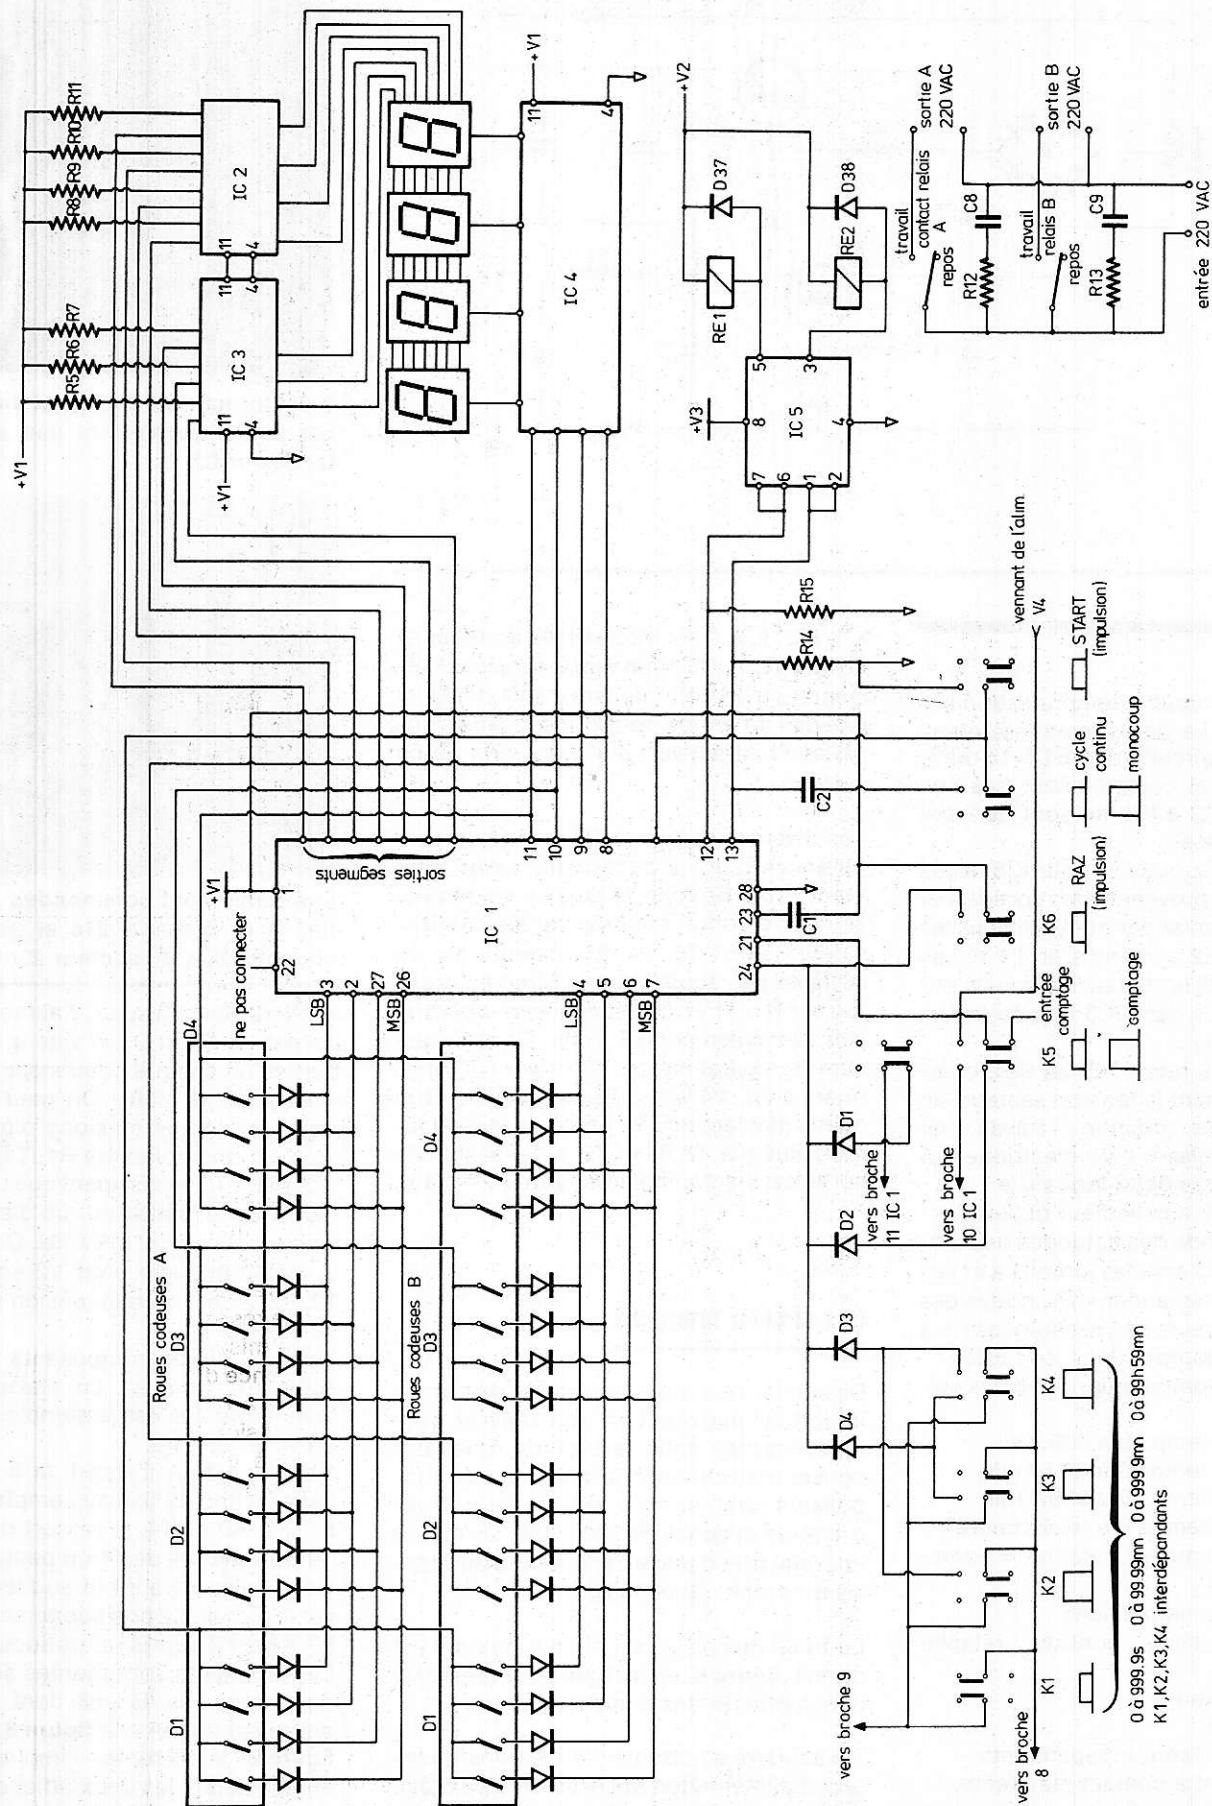 +V1
R11
R10
R9
R8
R7
R6
R5
IC 2
11
4
IC 3
11
4
11
4
+V1
+V1
11
4
IC 4
+V2
D37
RE1
D38
RE2
+V3
8
5
3
4
7
6
1
2
IC 5
sortie A
220 VAC
travail
contact relais
A
repos
C8
R12
sortie B
220 VAC
travail
relais B
repos
C9
R13
entrée 220 VAC
R15
R14
vennant de l'alim
V4
START
(impulsion)
cycle
continu
monocoup
C2
RAZ
(impulsion)
K6
entrée
comptage
K5
comptage
+V1
1
ne pas connecter
22
sorties segments
IC 1
11
10
9
8
12
13
28
23
21
24
C1
LSB
3
2
27
26
MSB
LSB
4
5
6
7
MSB
Roues codeuses A
D4
D3
D2
D1
Roues codeuses B
D4
D3
D2
D1
D1
D2
D3
D4
vers broche
11 IC 1
vers broche
10 IC 1
vers broche 9
vers broche
8
K1
K2
K3
K4
0 à 999.9s
0 à 99 99mn
0 à 999 9mn
0 à 99h 59mn
K1,K2,K3,K4 interdépendants